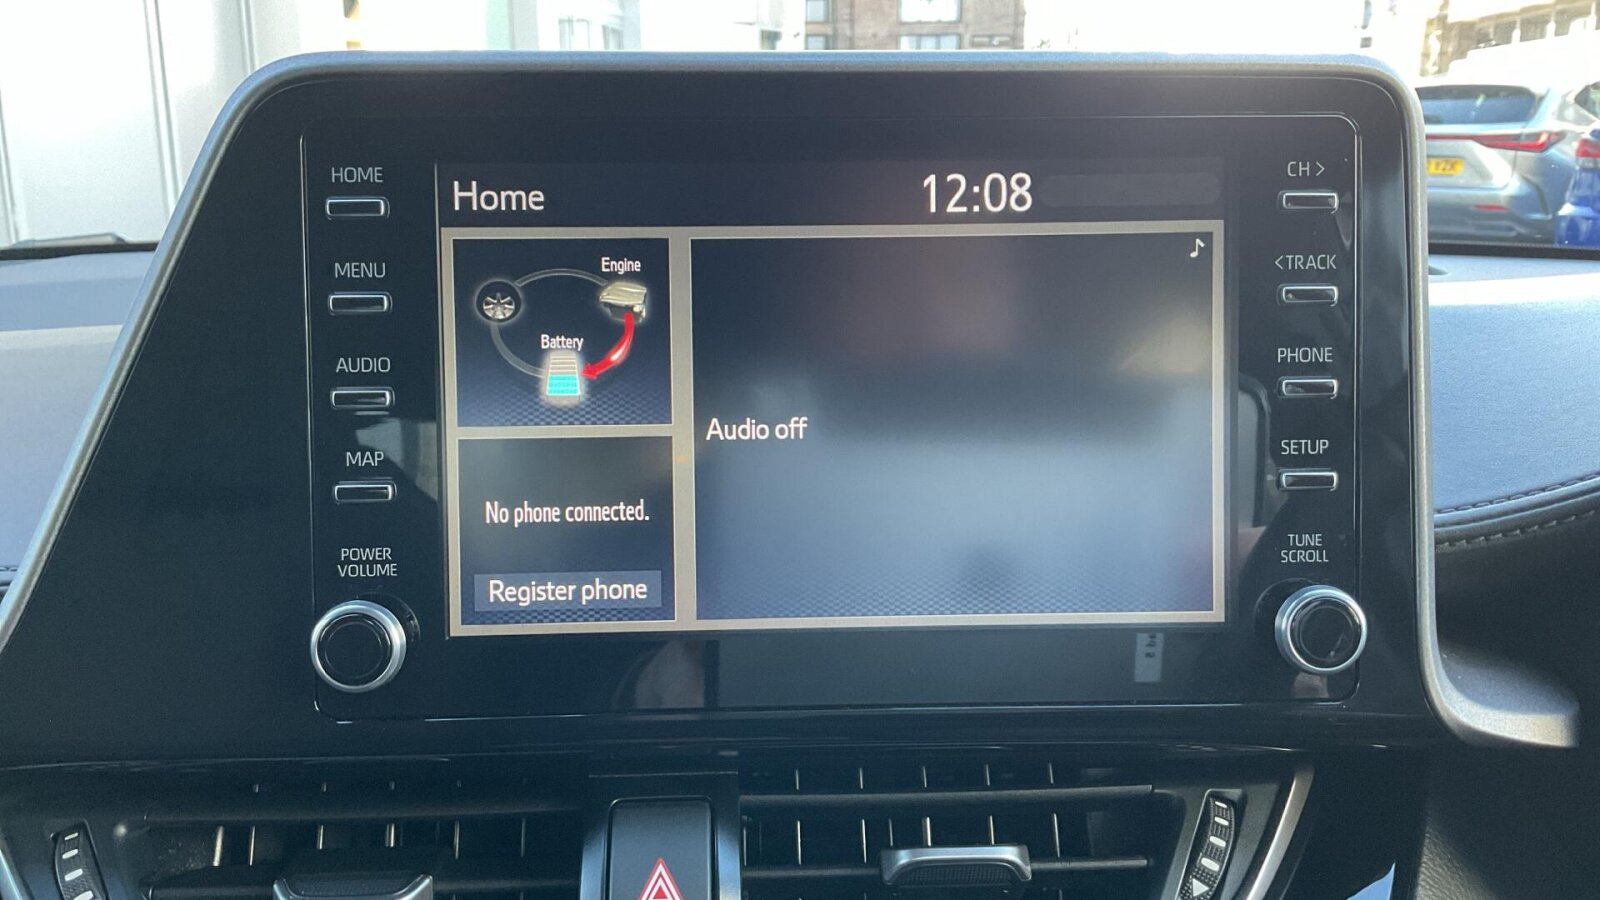 HOME
MENU
AUDIO
MAP
POWER
VOLUME
Home
12:08
Engine
Battery
Audio off
No phone connected.
Register phone
CH >
<TRACK
PHONE
SETUP
TUNE
SCROLL